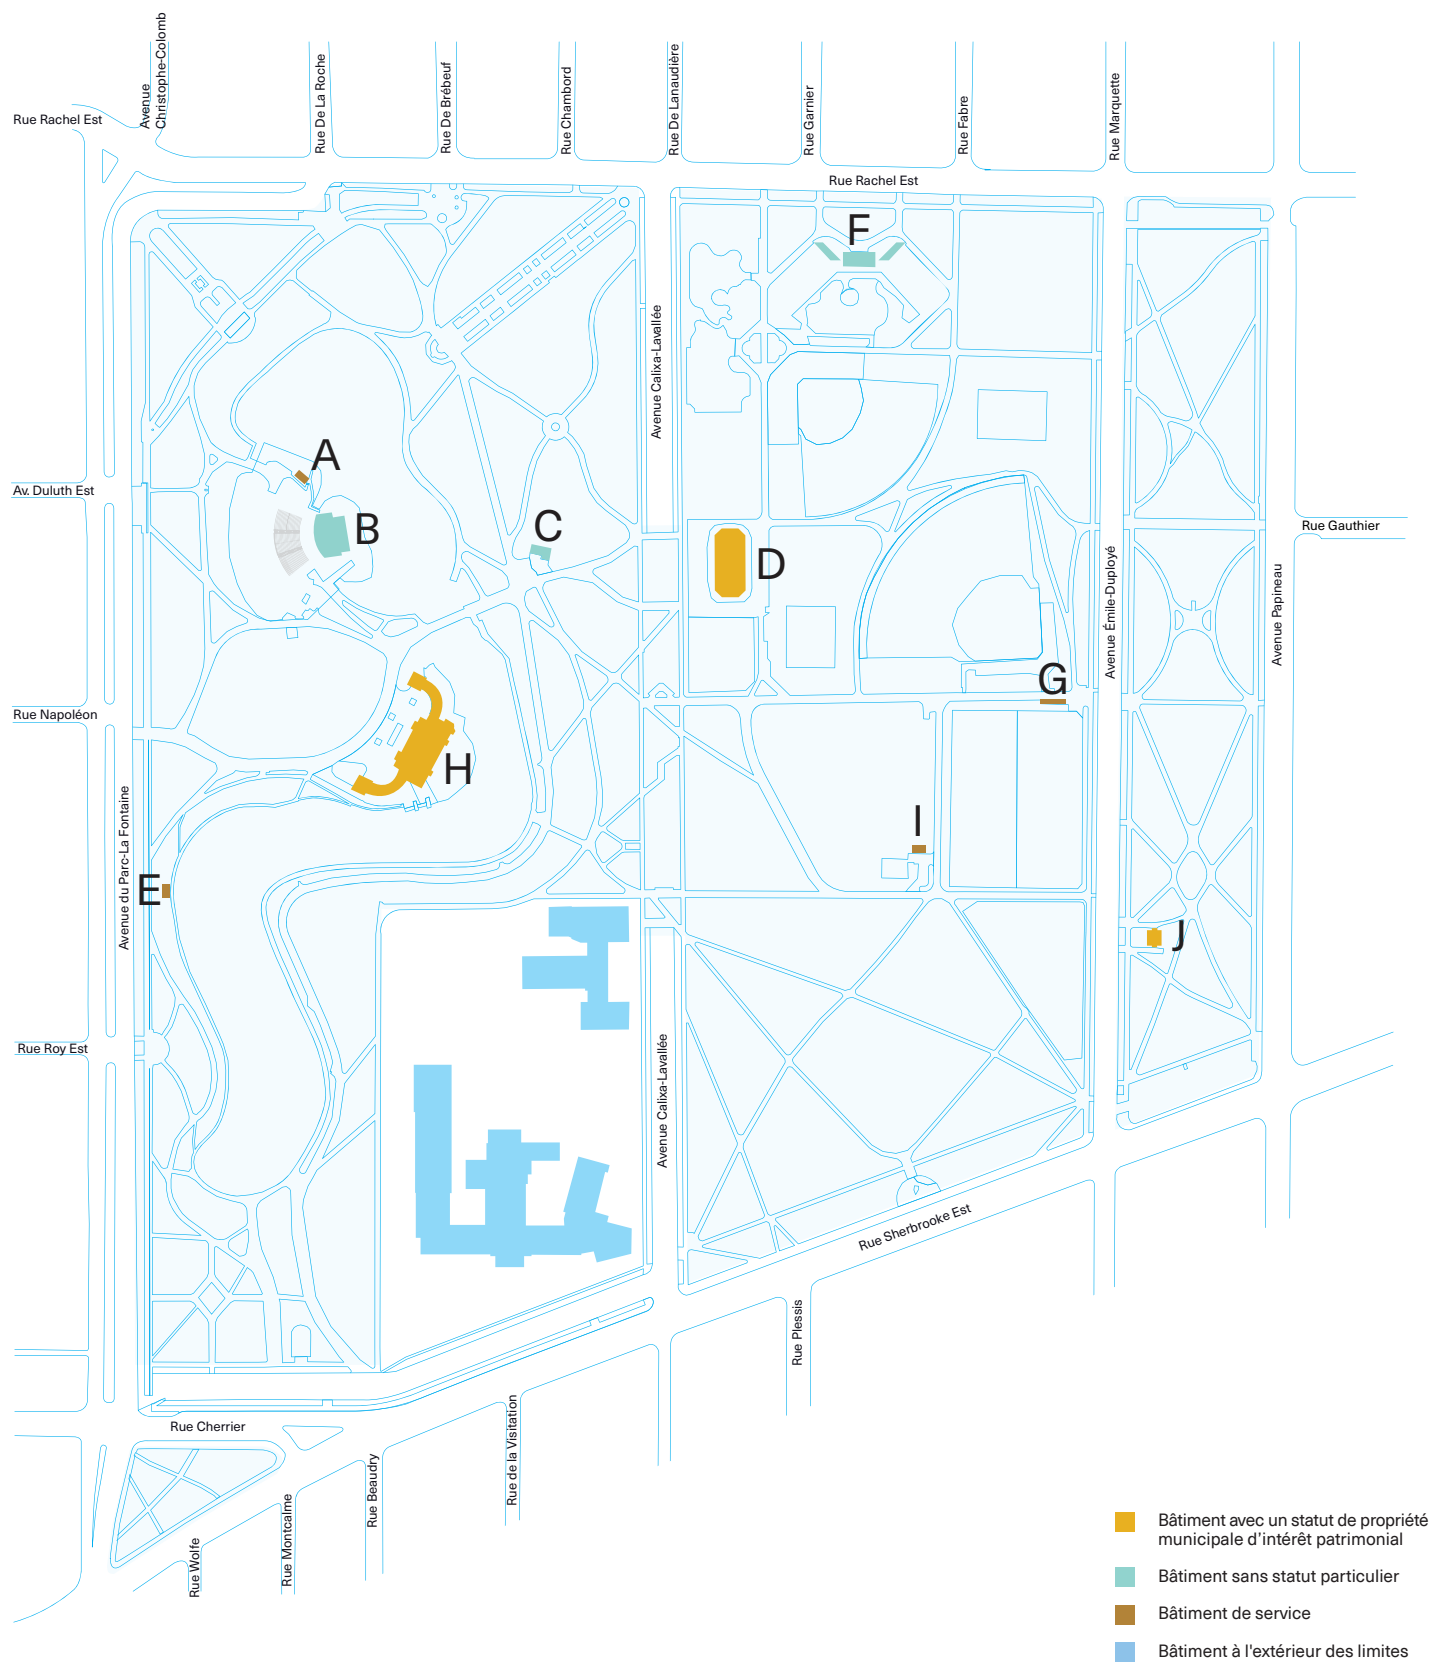 Avenue
Christophe-Colomb
Rue De La Roche
Rue De Brébeuf
Rue Chambord
Rue De Lanaudière
Rue Garnier
Rue Fabre
Rue Marquette
Rue Rachel Est
Rue Rachel Est
F
Avenue Calixa-Lavallée
A
Av. Duluth Est
B
C
Rue Gauthier
D
Avenue Émile-Duployé
Avenue Papineau
G
Rue Napoléon
H
I
Avenue du Parc-La Fontaine
E
J
Rue Roy Est
Avenue Calixa-Lavallée
Rue Sherbrooke Est
Rue Plessis
Rue Cherrier
Rue de la Visitation
Rue Beaudry
Rue Montcalme
Rue Wolfe
Bâtiment avec un statut de propriété
municipale d'intérêt patrimonial
Bâtiment sans statut particulier
Bâtiment de service
Bâtiment à l'extérieur des limites